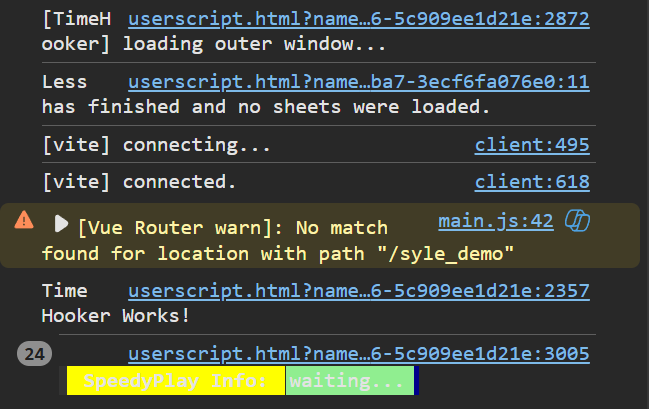 [TimeH userscript.html?name…6-5c909ee1d21e:2872
ooker] loading outer window...
Less userscript.html?name…ba7-3ecf6fa076e0:11
has finished and no sheets were loaded.
[vite] connecting... client:495
[vite] connected. client:618
[Vue Router warn]: No match main.js:42
found for location with path "/syle_demo"
Time userscript.html?name…6-5c909ee1d21e:2357
Hooker Works!
24 userscript.html?name…6-5c909ee1d21e:3005
SpeedyPlay Info: waiting...